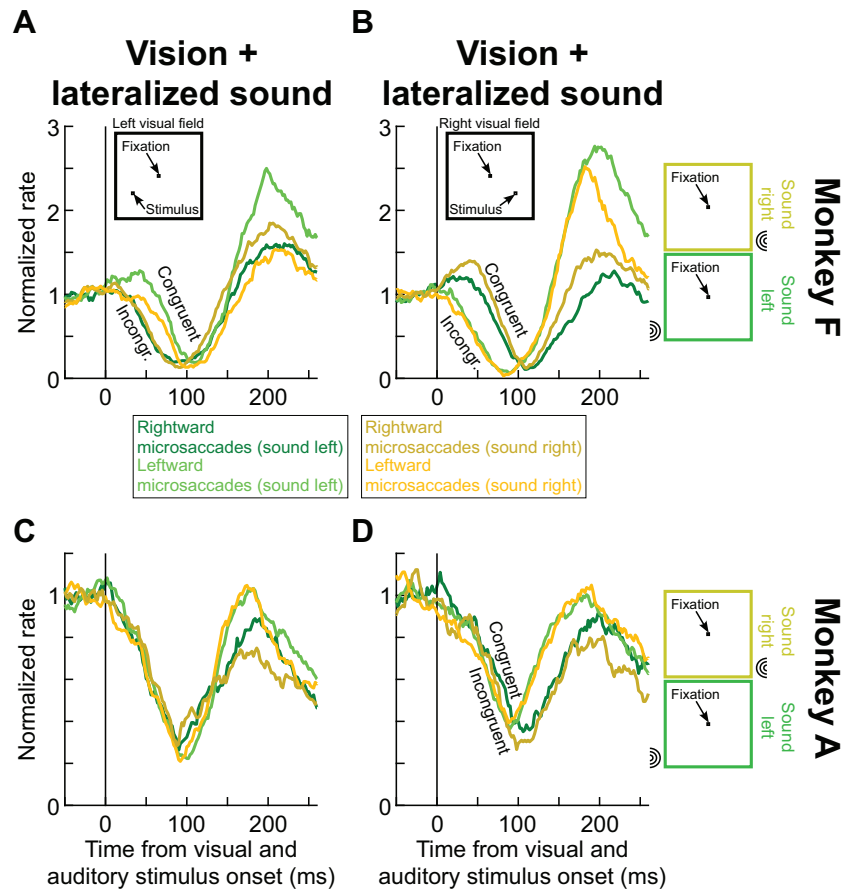 A
Vision +
lateralized sound
B
Vision +
lateralized sound
Left visual field
Fixation
Stimulus
Right visual field
Fixation
Stimulus
3
2
1
0
Normalized rate
Congruent
Incongr.
0
100
200
3
2
1
0
Congruent
Incongr.
0
100
200
Fixation
Sound
right
Fixation
Sound
left
Monkey F
Rightward
microsaccades (sound left)
Leftward
microsaccades (sound left)
Rightward
microsaccades (sound right)
Leftward
microsaccades (sound right)
C
1
0
Normalized rate
0
100
200
Time from visual and
auditory stimulus onset (ms)
D
1
0
Congruent
Incongruent
0
100
200
Time from visual and
auditory stimulus onset (ms)
Fixation
Sound
right
Fixation
Sound
left
Monkey A